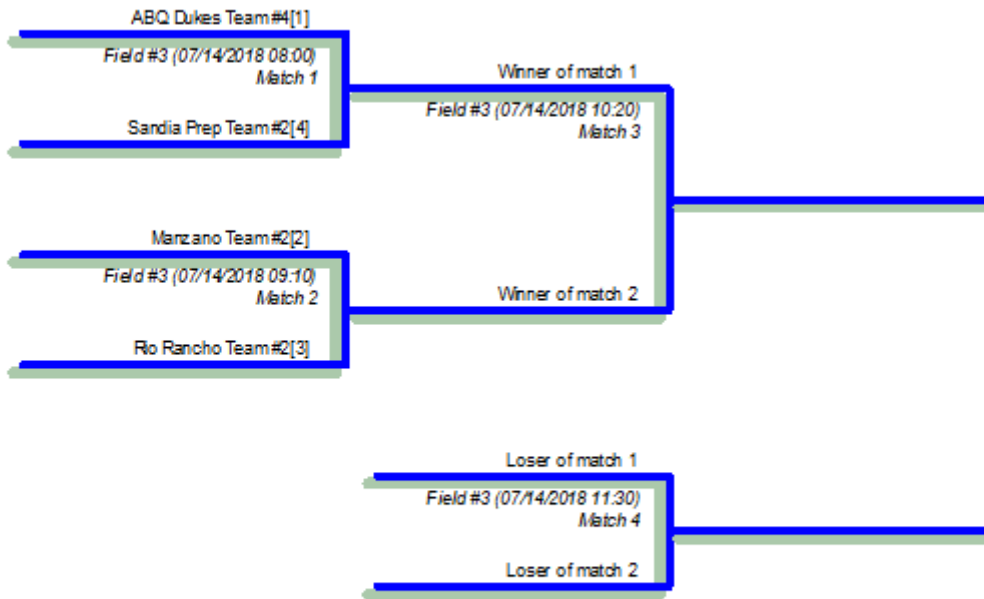 ABQ Dukes Team #4[1]
Field #3 (07/14/2018 08:00)
Match 1
Sandia Prep Team #2[4]
Manzano Team #2[2]
Field #3 (07/14/2018 09:10)
Match 2
Rio Rancho Team #2[3]
Winner of match 1
Field #3 (07/14/2018 10:20)
Match 3
Winner of match 2
Loser of match 1
Field #3 (07/14/2018 11:30)
Match 4
Loser of match 2